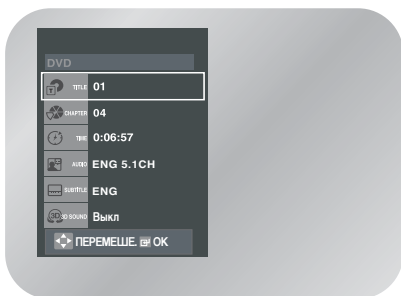 DVD
TITLE 01
CHAPTER 04
TIME 0:06:57
AUDIO ENG 5.1CH
SUBTITLE ENG
3D SOUND Выкл
ПЕРЕМЕЩЕ. OK